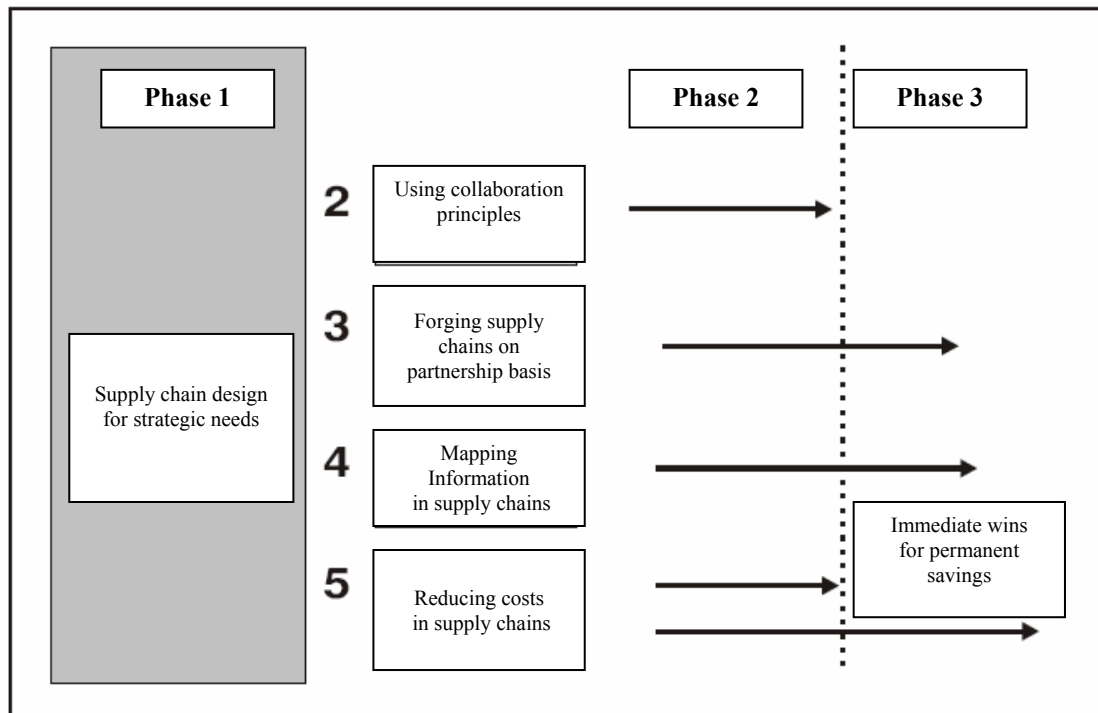 Phase 1
Phase 2
Phase 3
2
Using collaboration
principles
3
Forging supply
chains on
partnership basis
Supply chain design
for strategic needs
4
Mapping
Information
in supply chains
Immediate wins
for permanent
savings
5
Reducing costs
in supply chains